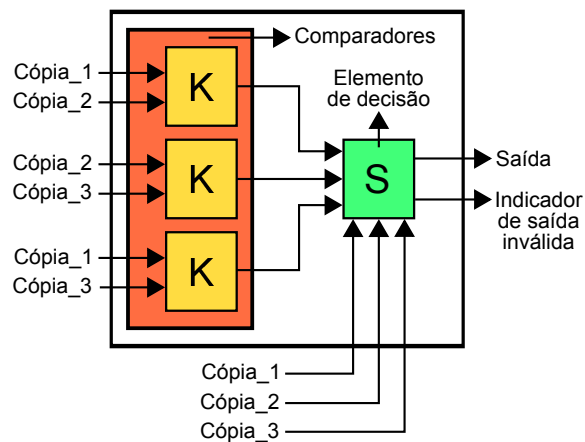 Comparadores
Cópia_1
Cópia_2
K
Elemento
de decisão
Cópia_2
Cópia_3
K
S
Saída
Indicador
de saída
inválida
Cópia_1
Cópia_3
K
Cópia_1
Cópia_2
Cópia_3